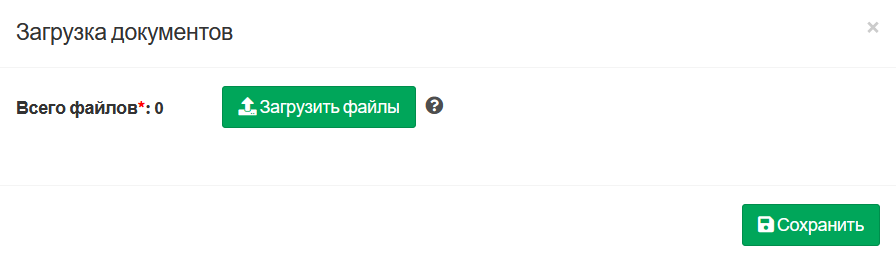 Загрузка документов ×
Всего файлов*: 0 Загрузить файлы ?
Сохранить